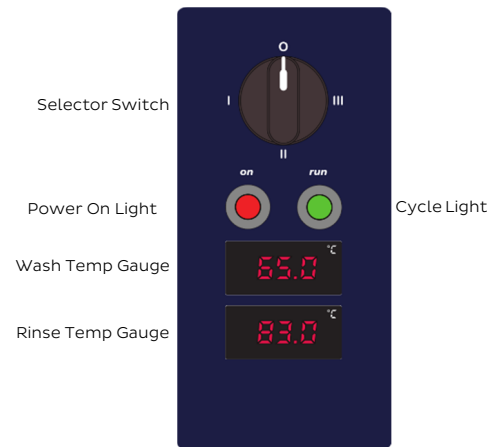 O
Selector Switch
I
III
II
on
run
Power On Light
Cycle Light
°C
Wash Temp Gauge
65.0
°C
Rinse Temp Gauge
83.0